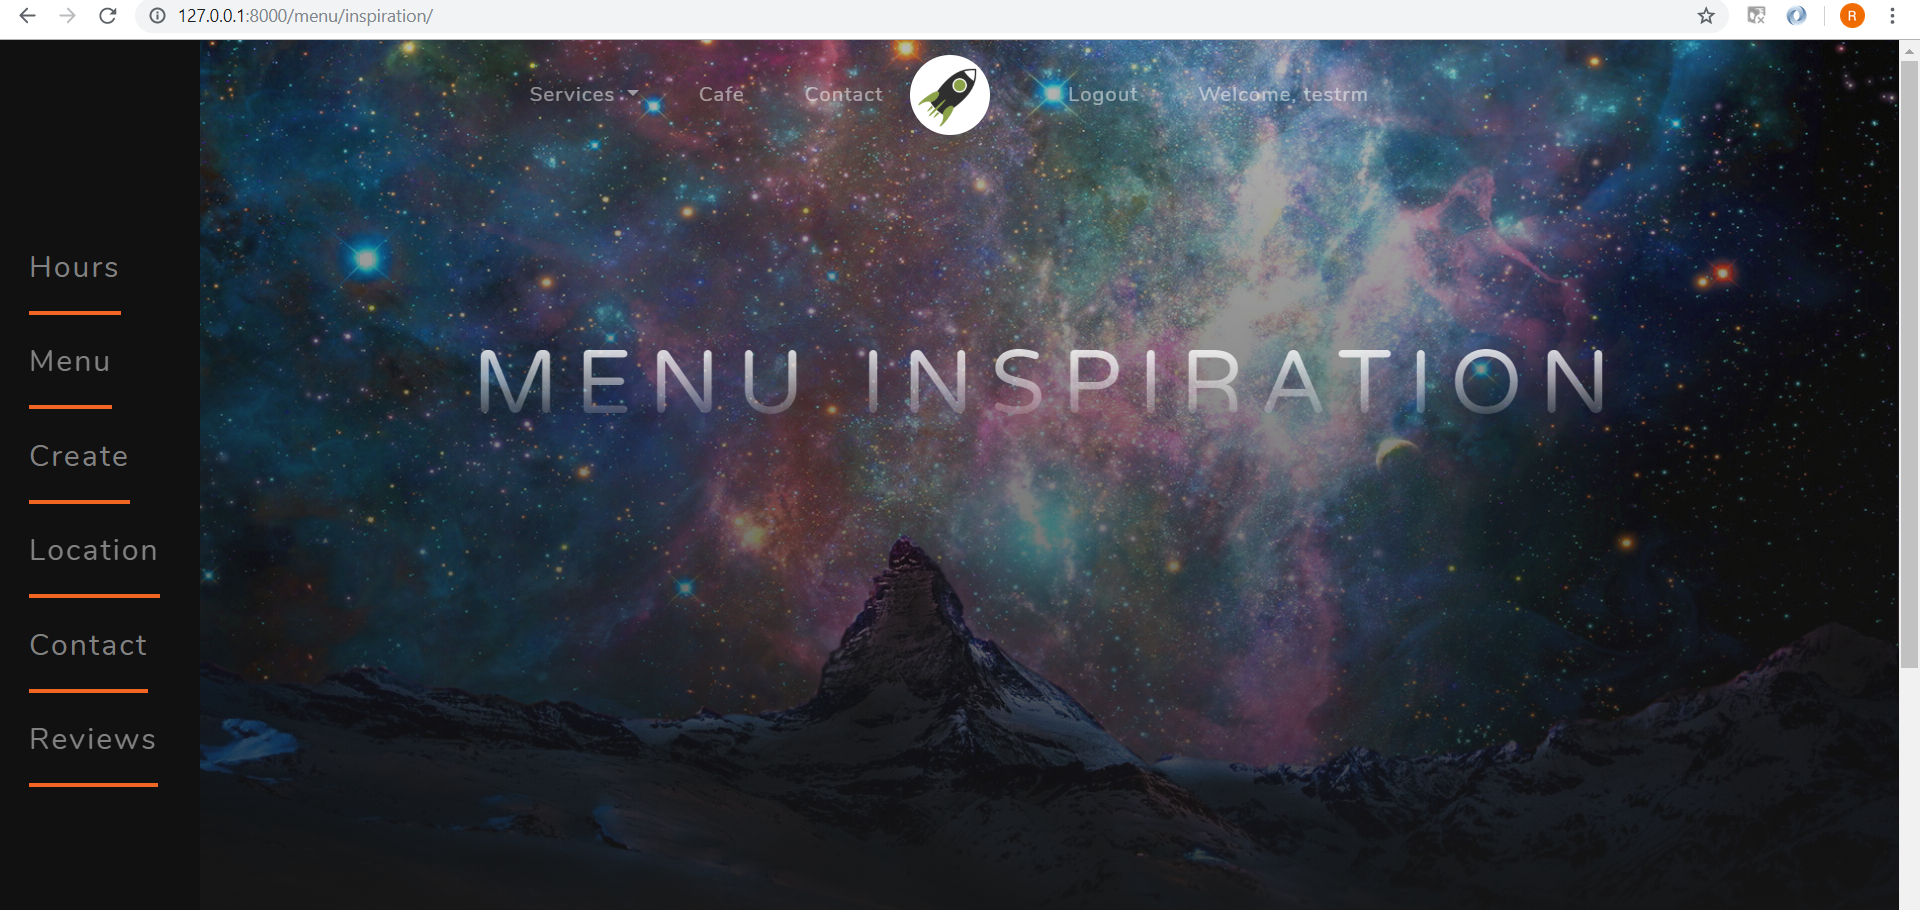 127.0.0.1:8000/menu/inspiration/
R
Services Cafe Contact Logout Welcome, testrm
Hours
Menu
Create
Location
Contact
Reviews
MENU INSPIRATION